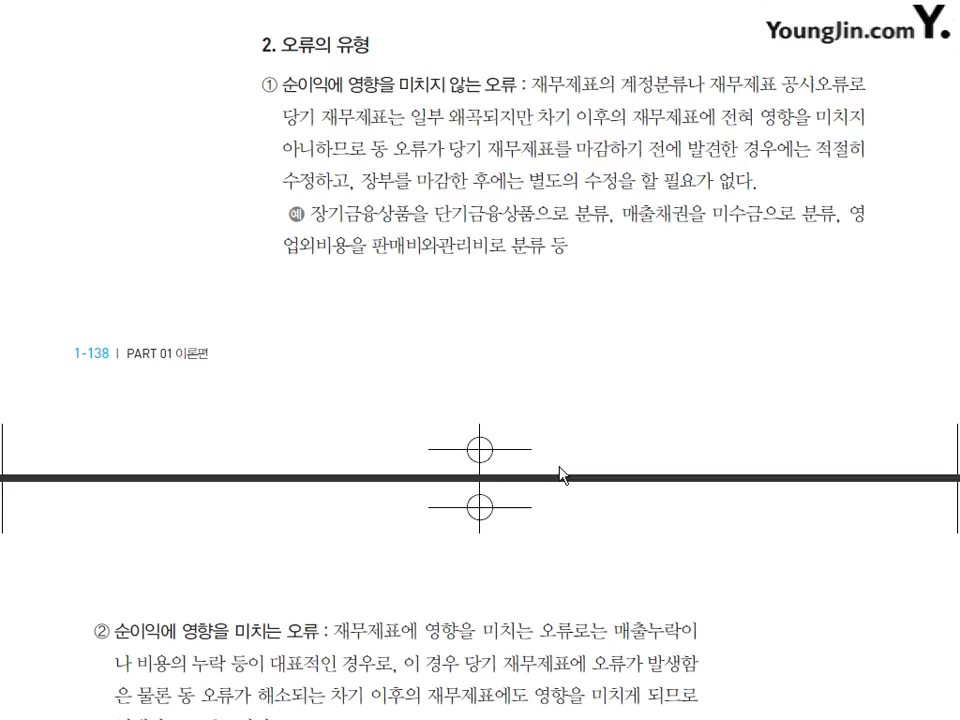 YoungJin.com Y.
2. 오류의 유형
① 순이익에 영향을 미치지 않는 오류 : 재무제표의 계정분류나 재무제표 공시오류로
당기 재무제표는 일부 왜곡되지만 차기 이후의 재무제표에 전혀 영향을 미치지
아니하므로 동 오류가 당기 재무제표를 마감하기 전에 발견한 경우에는 적절히
수정하고, 장부를 마감한 후에는 별도의 수정을 할 필요가 없다.
예 장기금융상품을 단기금융상품으로 분류, 매출채권을 미수금으로 분류, 영
업외비용을 판매비와관리비로 분류 등
1-138 | PART 01 이론편
② 순이익에 영향을 미치는 오류 : 재무제표에 영향을 미치는 오류로는 매출누락이
나 비용의 누락 등이 대표적인 경우로, 이 경우 당기 재무제표에 오류가 발생함
은 물론 동 오류가 해소되는 차기 이후의 재무제표에도 영향을 미치게 되므로